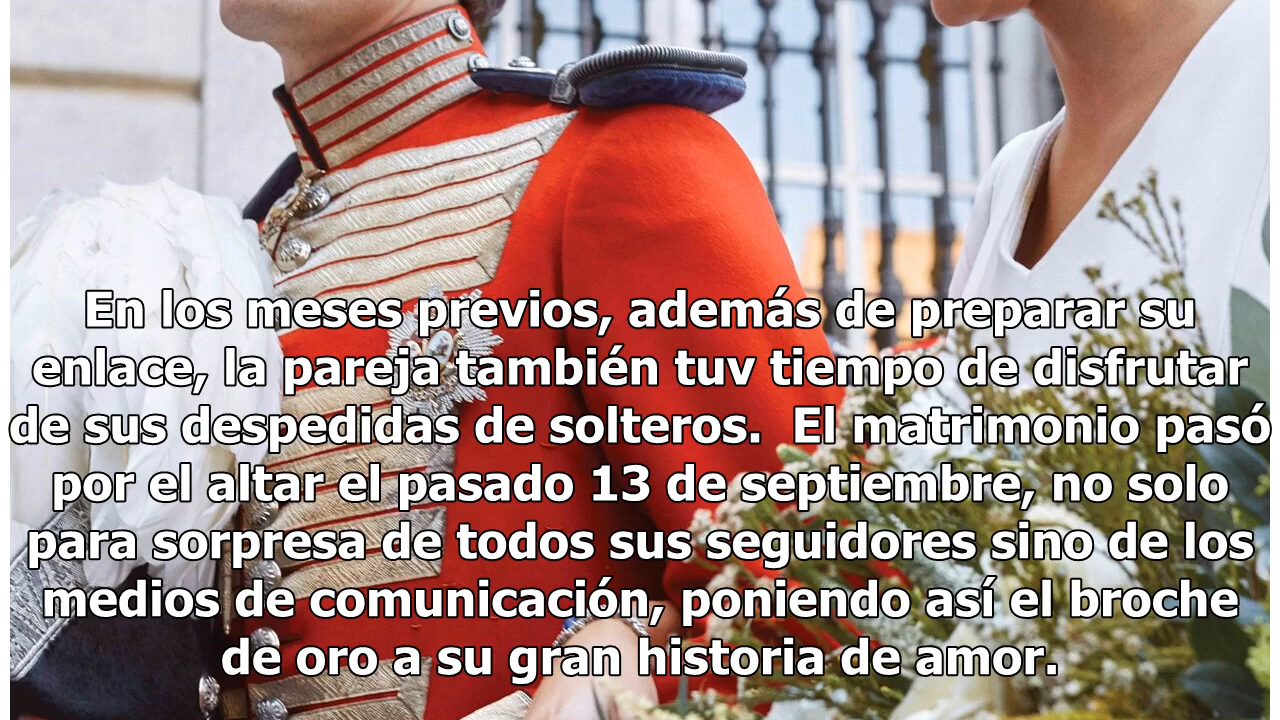 En los meses previos, además de preparar su
enlace, la pareja también tuv tiempo de disfrutar
de sus despedidas de solteros.  El matrimonio pasó
por el altar el pasado 13 de septiembre, no solo
para sorpresa de todos sus seguidores sino de los
medios de comunicación, poniendo así el broche
de oro a su gran historia de amor.